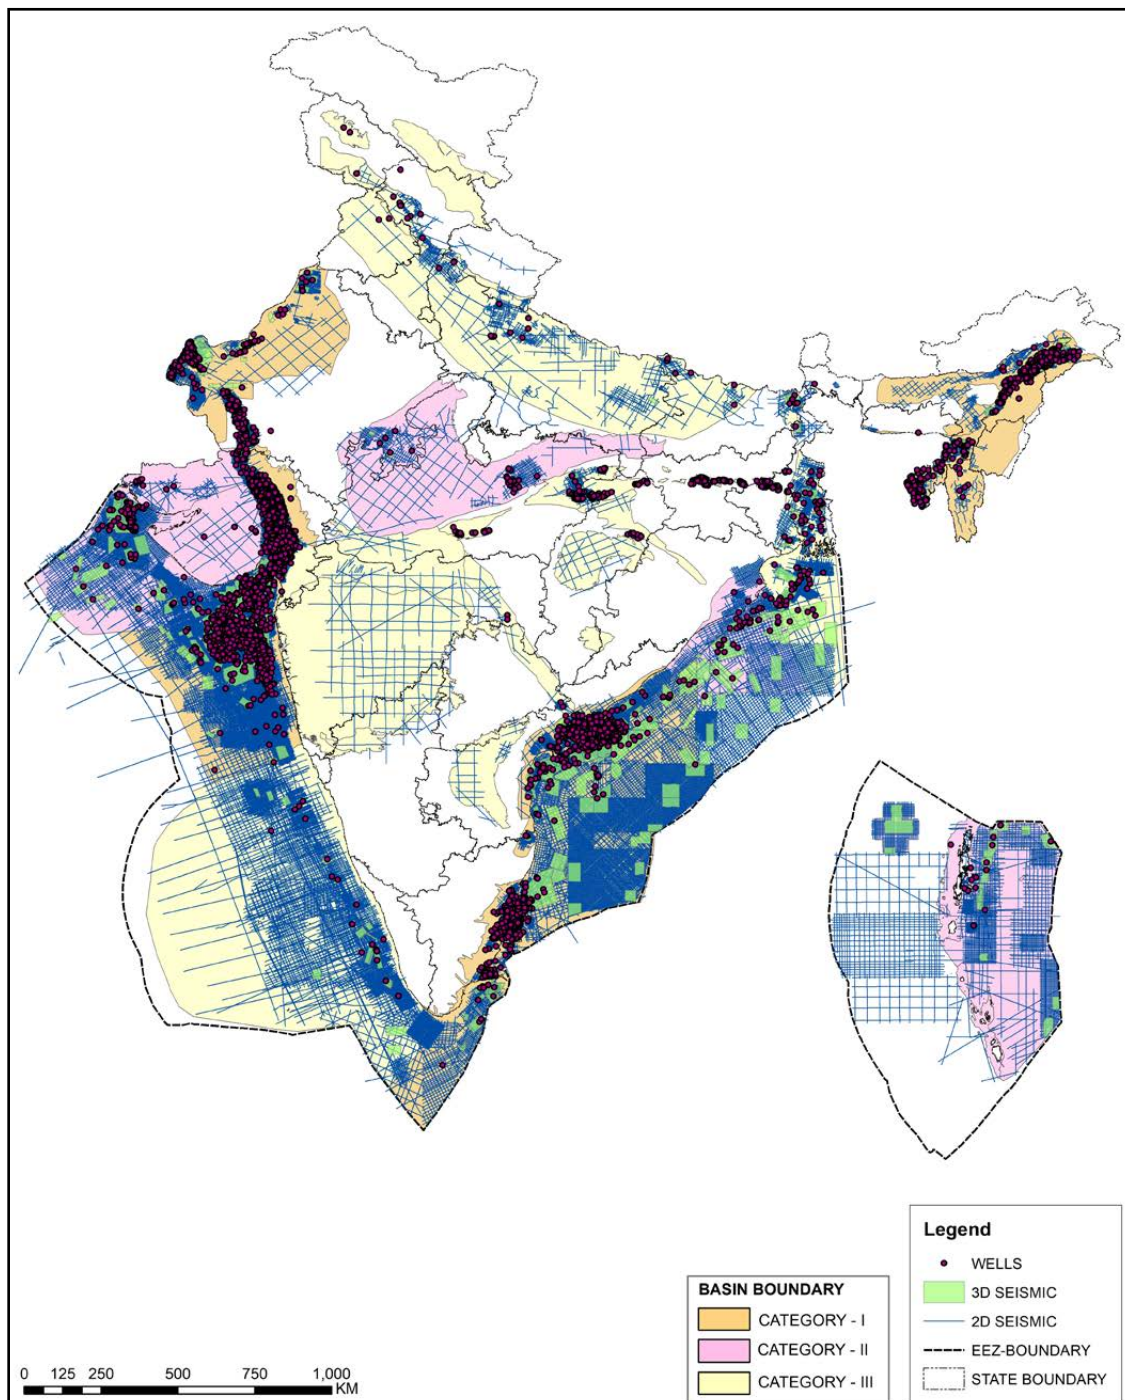 Legend
WELLS
3D SEISMIC
2D SEISMIC
EEZ-BOUNDARY
STATE BOUNDARY
BASIN BOUNDARY
CATEGORY - I
CATEGORY - II
CATEGORY - III
0 125 250 500 750 1,000
KM